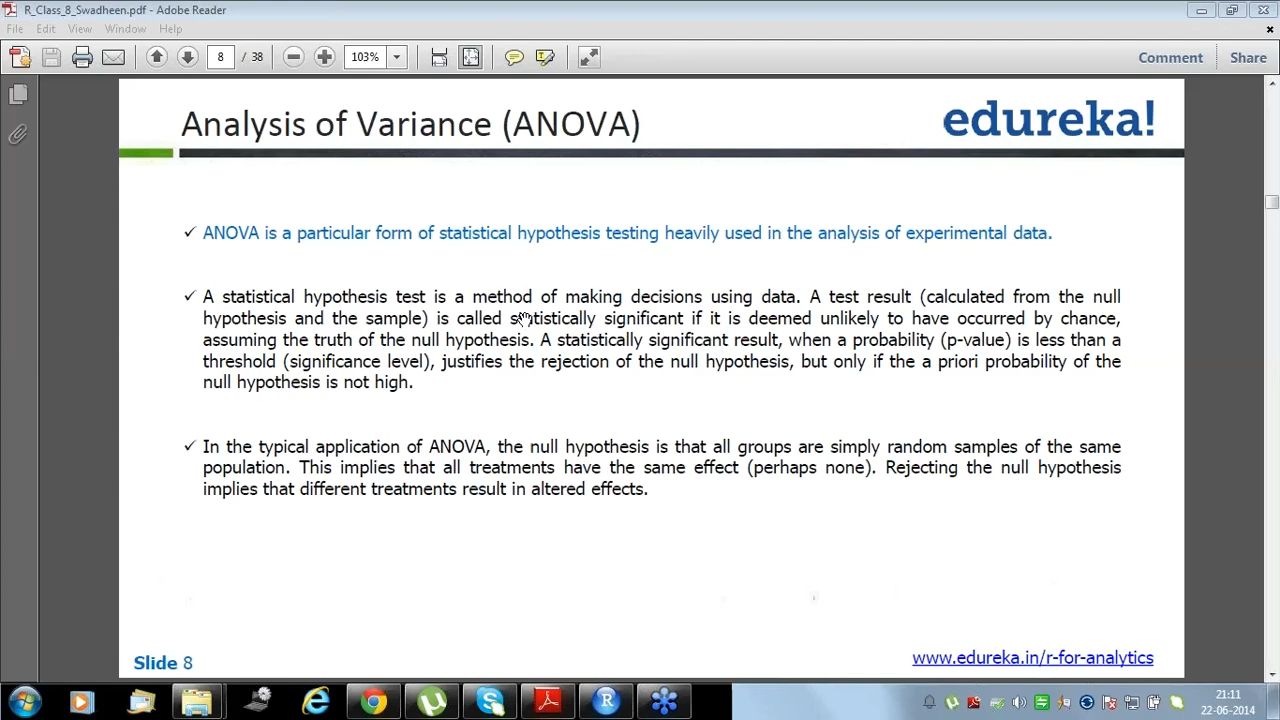 R_Class_8_Swadheen.pdf - Adobe Reader
File Edit View Window Help
8 / 38 103% Comment Share
Analysis of Variance (ANOVA)
edureka!
ANOVA is a particular form of statistical hypothesis testing heavily used in the analysis of experimental data.
A statistical hypothesis test is a method of making decisions using data. A test result (calculated from the null
hypothesis and the sample) is called statistically significant if it is deemed unlikely to have occurred by chance,
assuming the truth of the null hypothesis. A statistically significant result, when a probability (p-value) is less than a
threshold (significance level), justifies the rejection of the null hypothesis, but only if the a priori probability of the
null hypothesis is not high.
In the typical application of ANOVA, the null hypothesis is that all groups are simply random samples of the same
population. This implies that all treatments have the same effect (perhaps none). Rejecting the null hypothesis
implies that different treatments result in altered effects.
Slide 8
www.edureka.in/r-for-analytics
21:11
22-06-2014